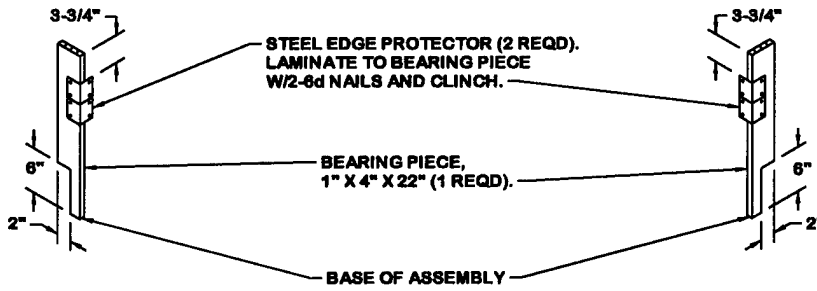 3-3/4"
3-3/4"
STEEL EDGE PROTECTOR (2 REQD).
LAMINATE TO BEARING PIECE
W/2-6d NAILS AND CLINCH.
BEARING PIECE,
1" X 4" X 22" (1 REQD).
6"
6"
2"
2
BASE OF ASSEMBLY